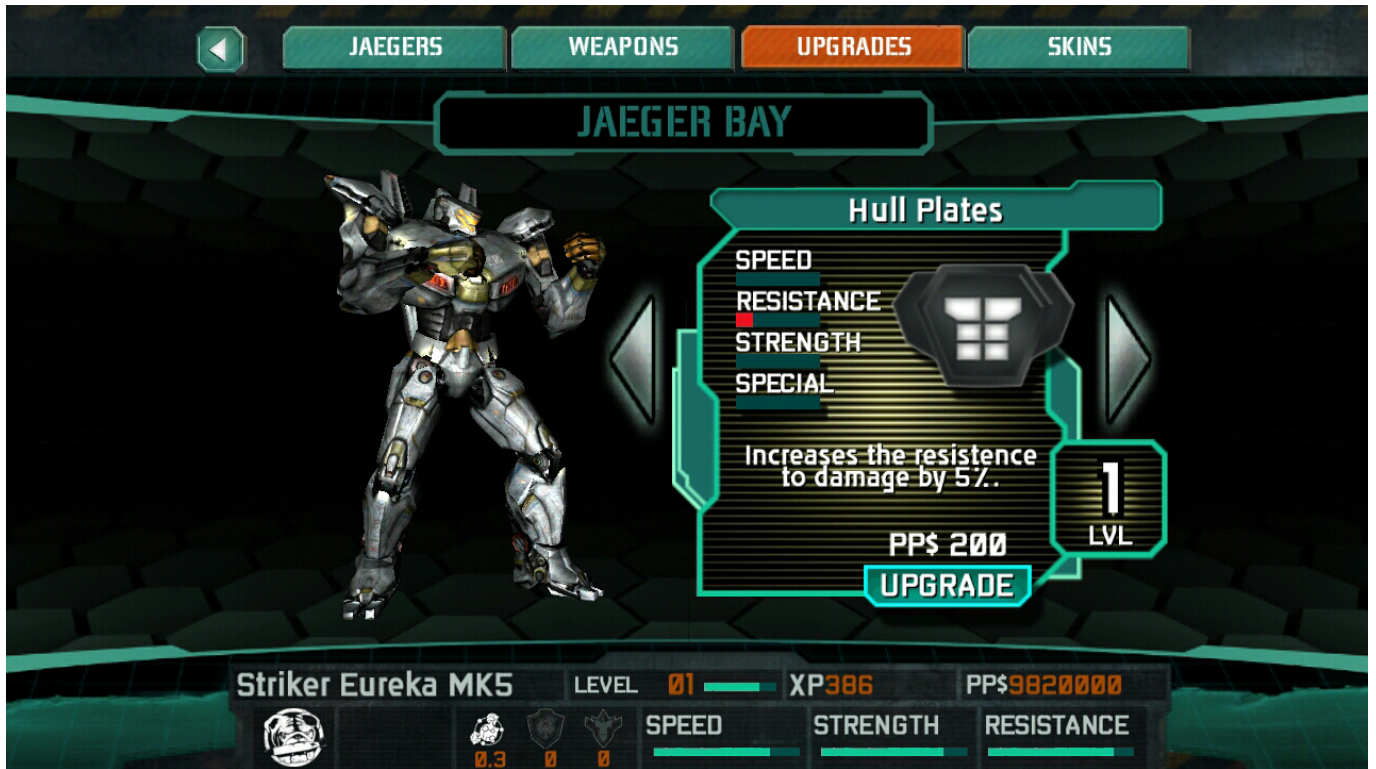 JAEGERS WEAPONS UPGRADES SKINS
JAEGER BAY
Hull Plates
SPEED
RESISTANCE
STRENGTH
SPECIAL
Increases the resistence
to damage by 5%.
1
LVL
PP$ 200
UPGRADE
Striker Eureka MK5 LEVEL 01 XP386 PP$9820000
0.3 0 0 SPEED STRENGTH RESISTANCE